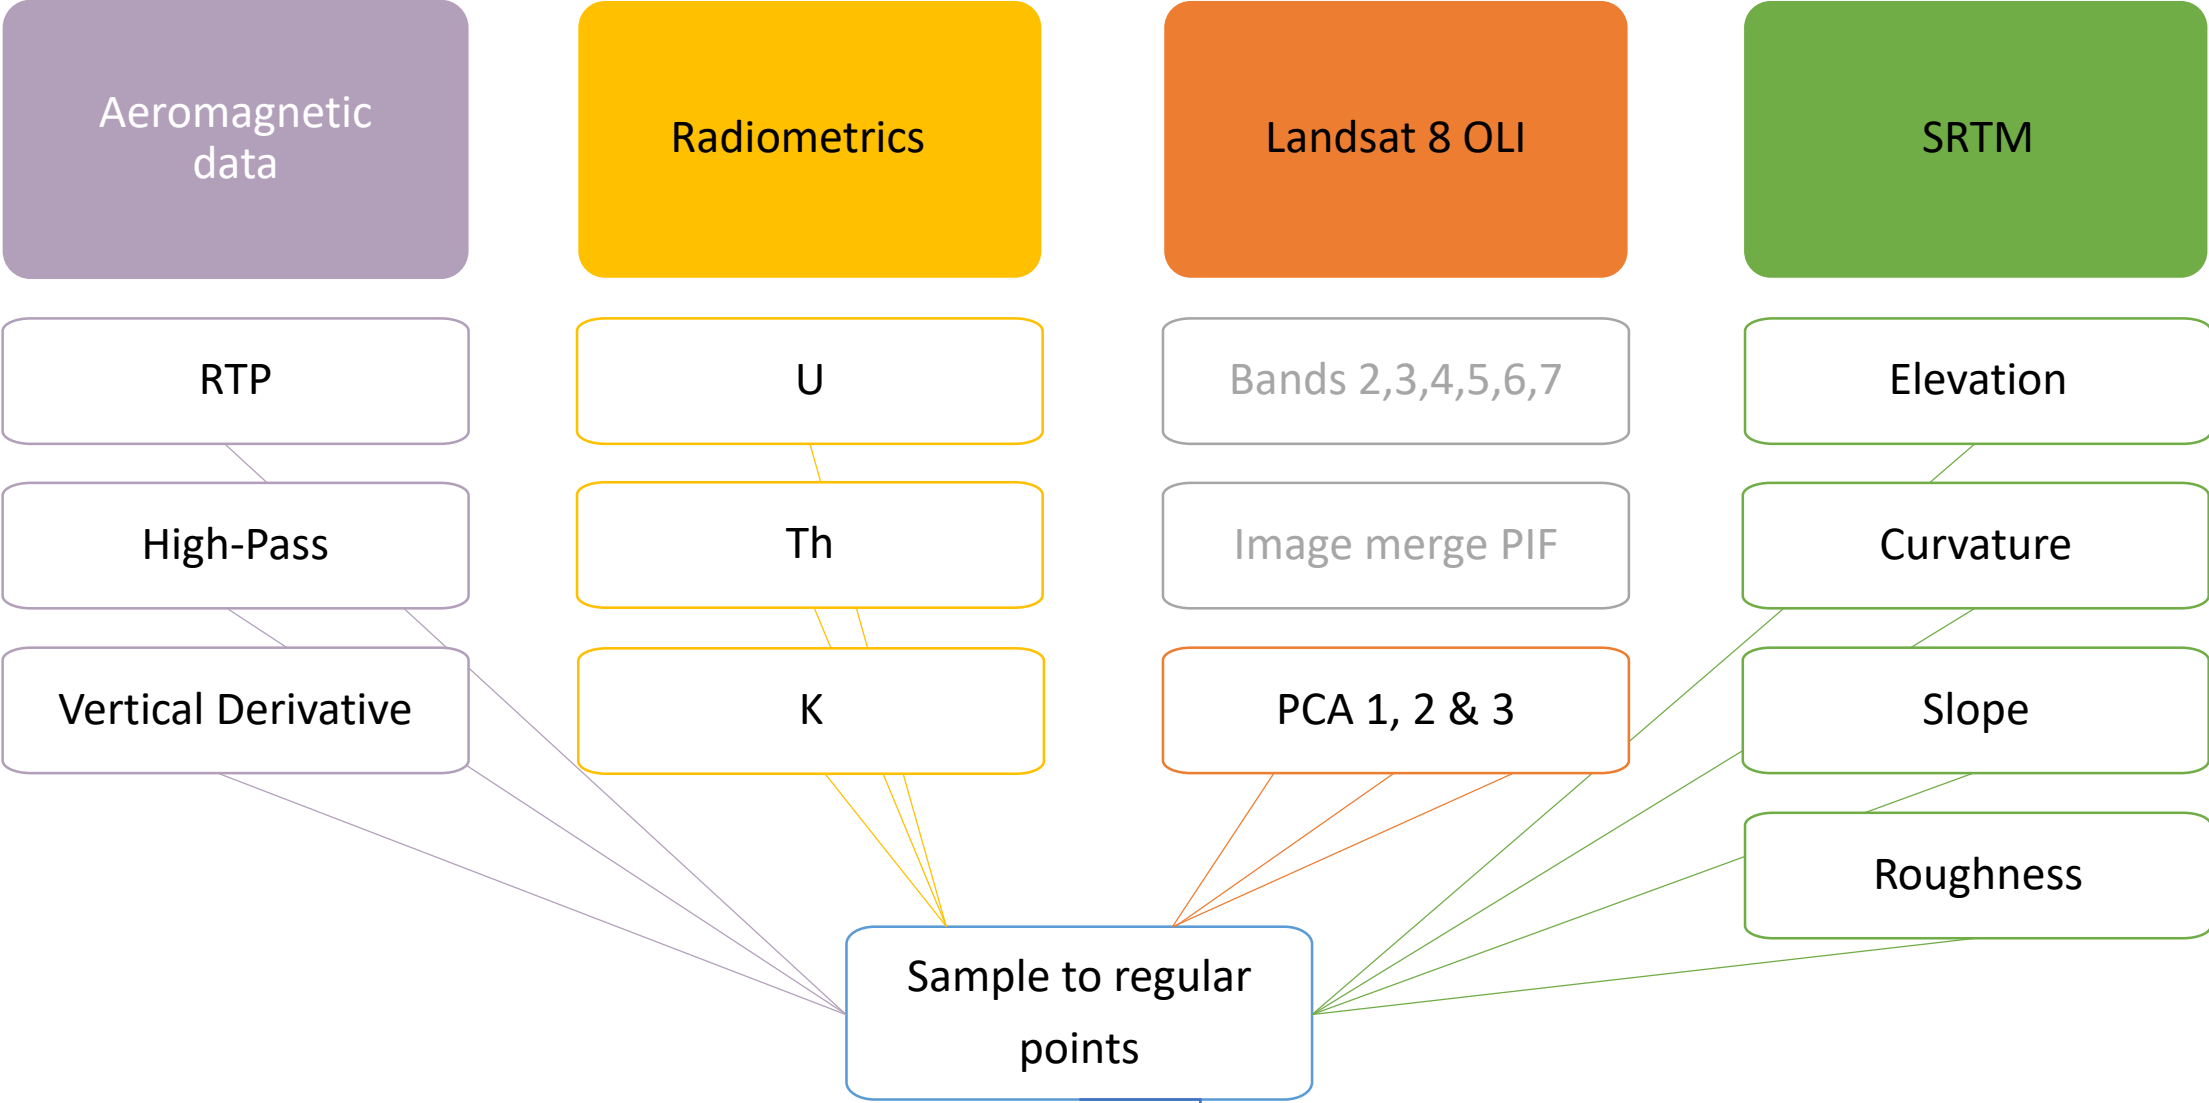 Aeromagnetic
data
Radiometrics
Landsat 8 OLI
SRTM
RTP
U
Bands 2,3,4,5,6,7
Elevation
High-Pass
Th
Image merge PIF
Curvature
Vertical Derivative
K
PCA 1, 2 & 3
Slope
Roughness
Sample to regular
points